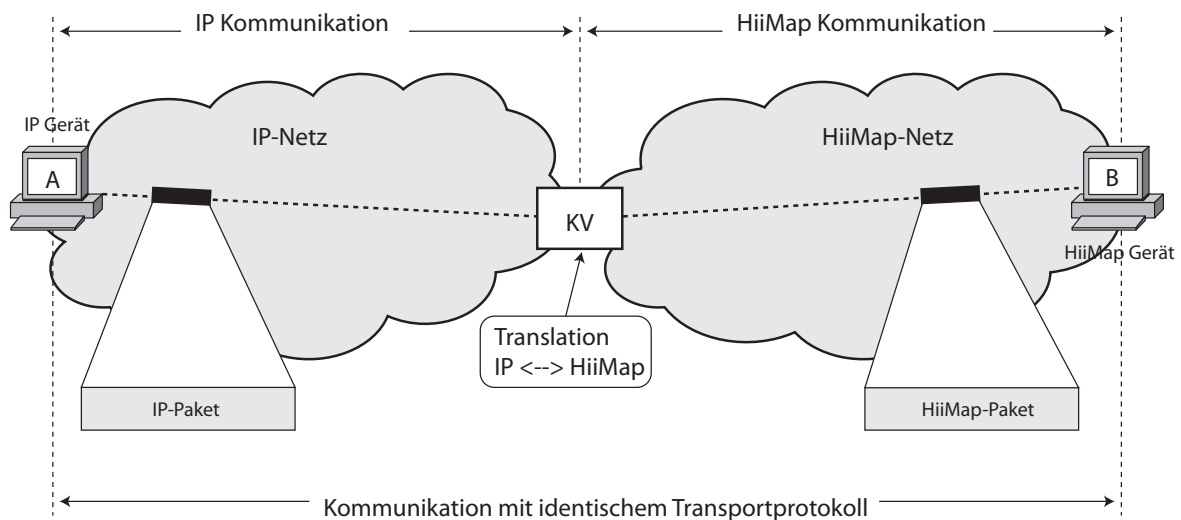 IP Kommunikation
HiiMap Kommunikation
IP Gerät
IP-Netz
HiiMap-Netz
A
B
KV
HiiMap Gerät
Translation
IP <--> HiiMap
IP-Paket
HiiMap-Paket
Kommunikation mit identischem Transportprotokoll